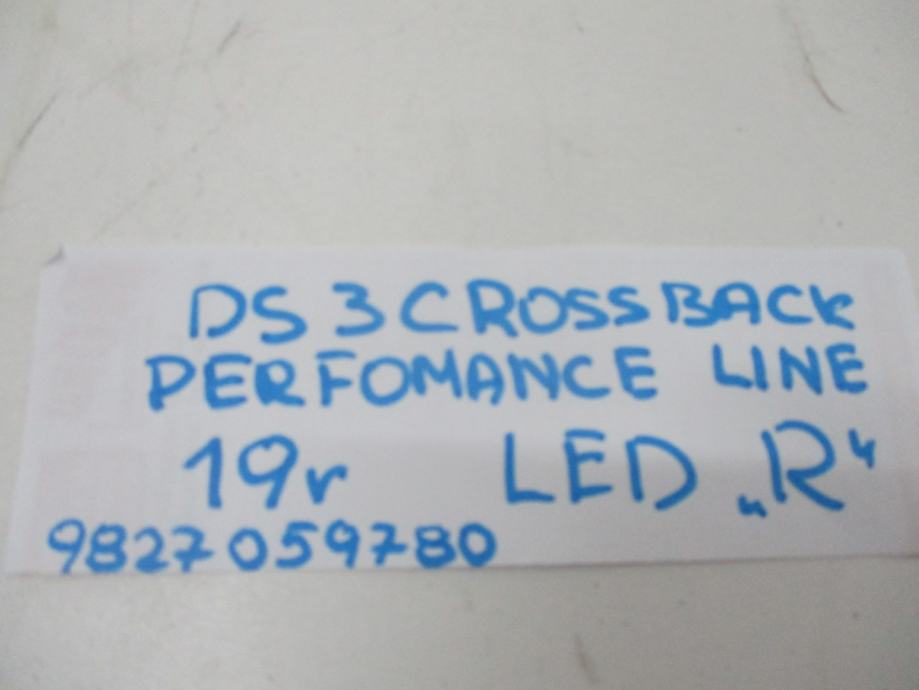 DS 3 CROSSBACK
PERFOMANCE LINE
19r LED „R“
9827059780